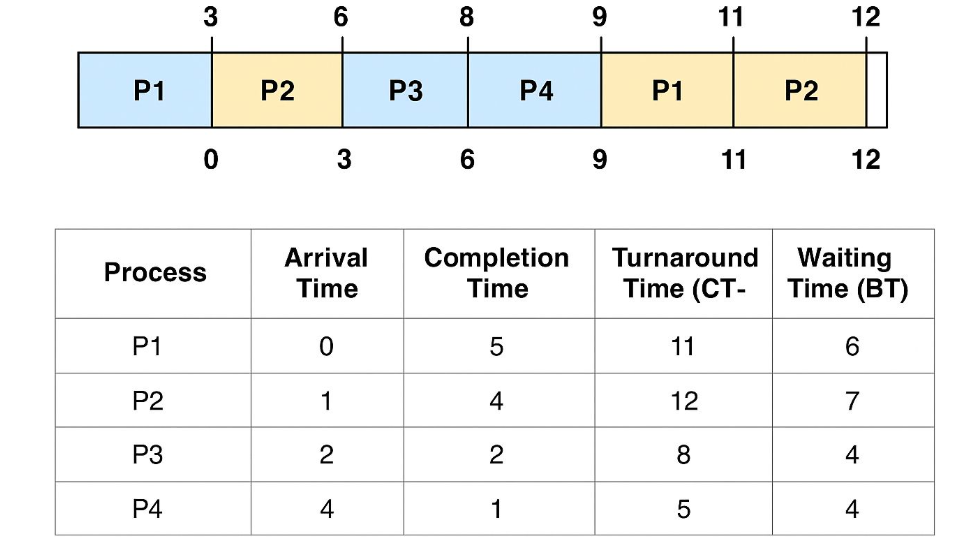 3 6 8 9 11 12
P1 P2 P3 P4 P1 P2
0 3 6 9 11 12
Process Arrival Time Completion Time Turnaround Time (CT- Waiting Time (BT)
P1 0 5 11 6
P2 1 4 12 7
P3 2 2 8 4
P4 4 1 5 4